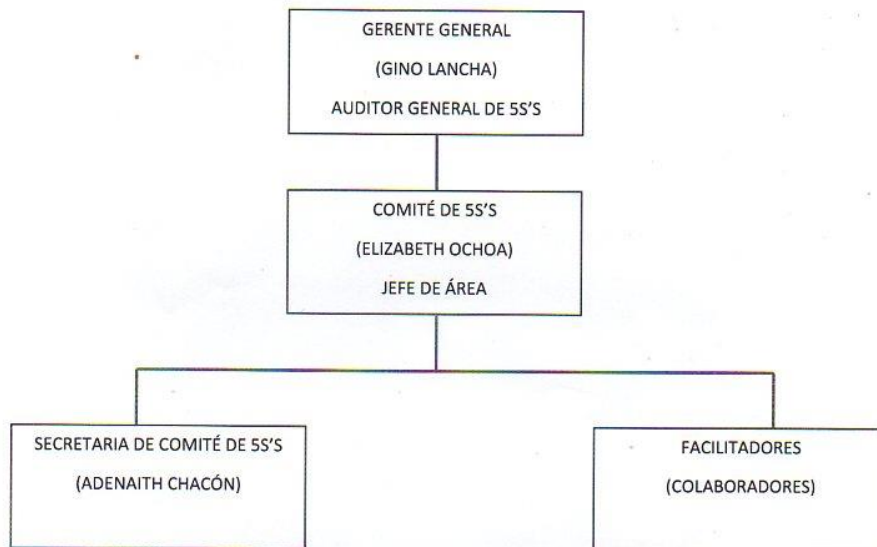 GERENTE GENERAL
(GINO LANCHA)
AUDITOR GENERAL DE 5S'S
COMITÉ DE 5S'S
(ELIZABETH OCHOA)
JEFE DE ÁREA
SECRETARIA DE COMITÉ DE 5S'S
(ADENAITH CHACÓN)
FACILITADORES
(COLABORADORES)